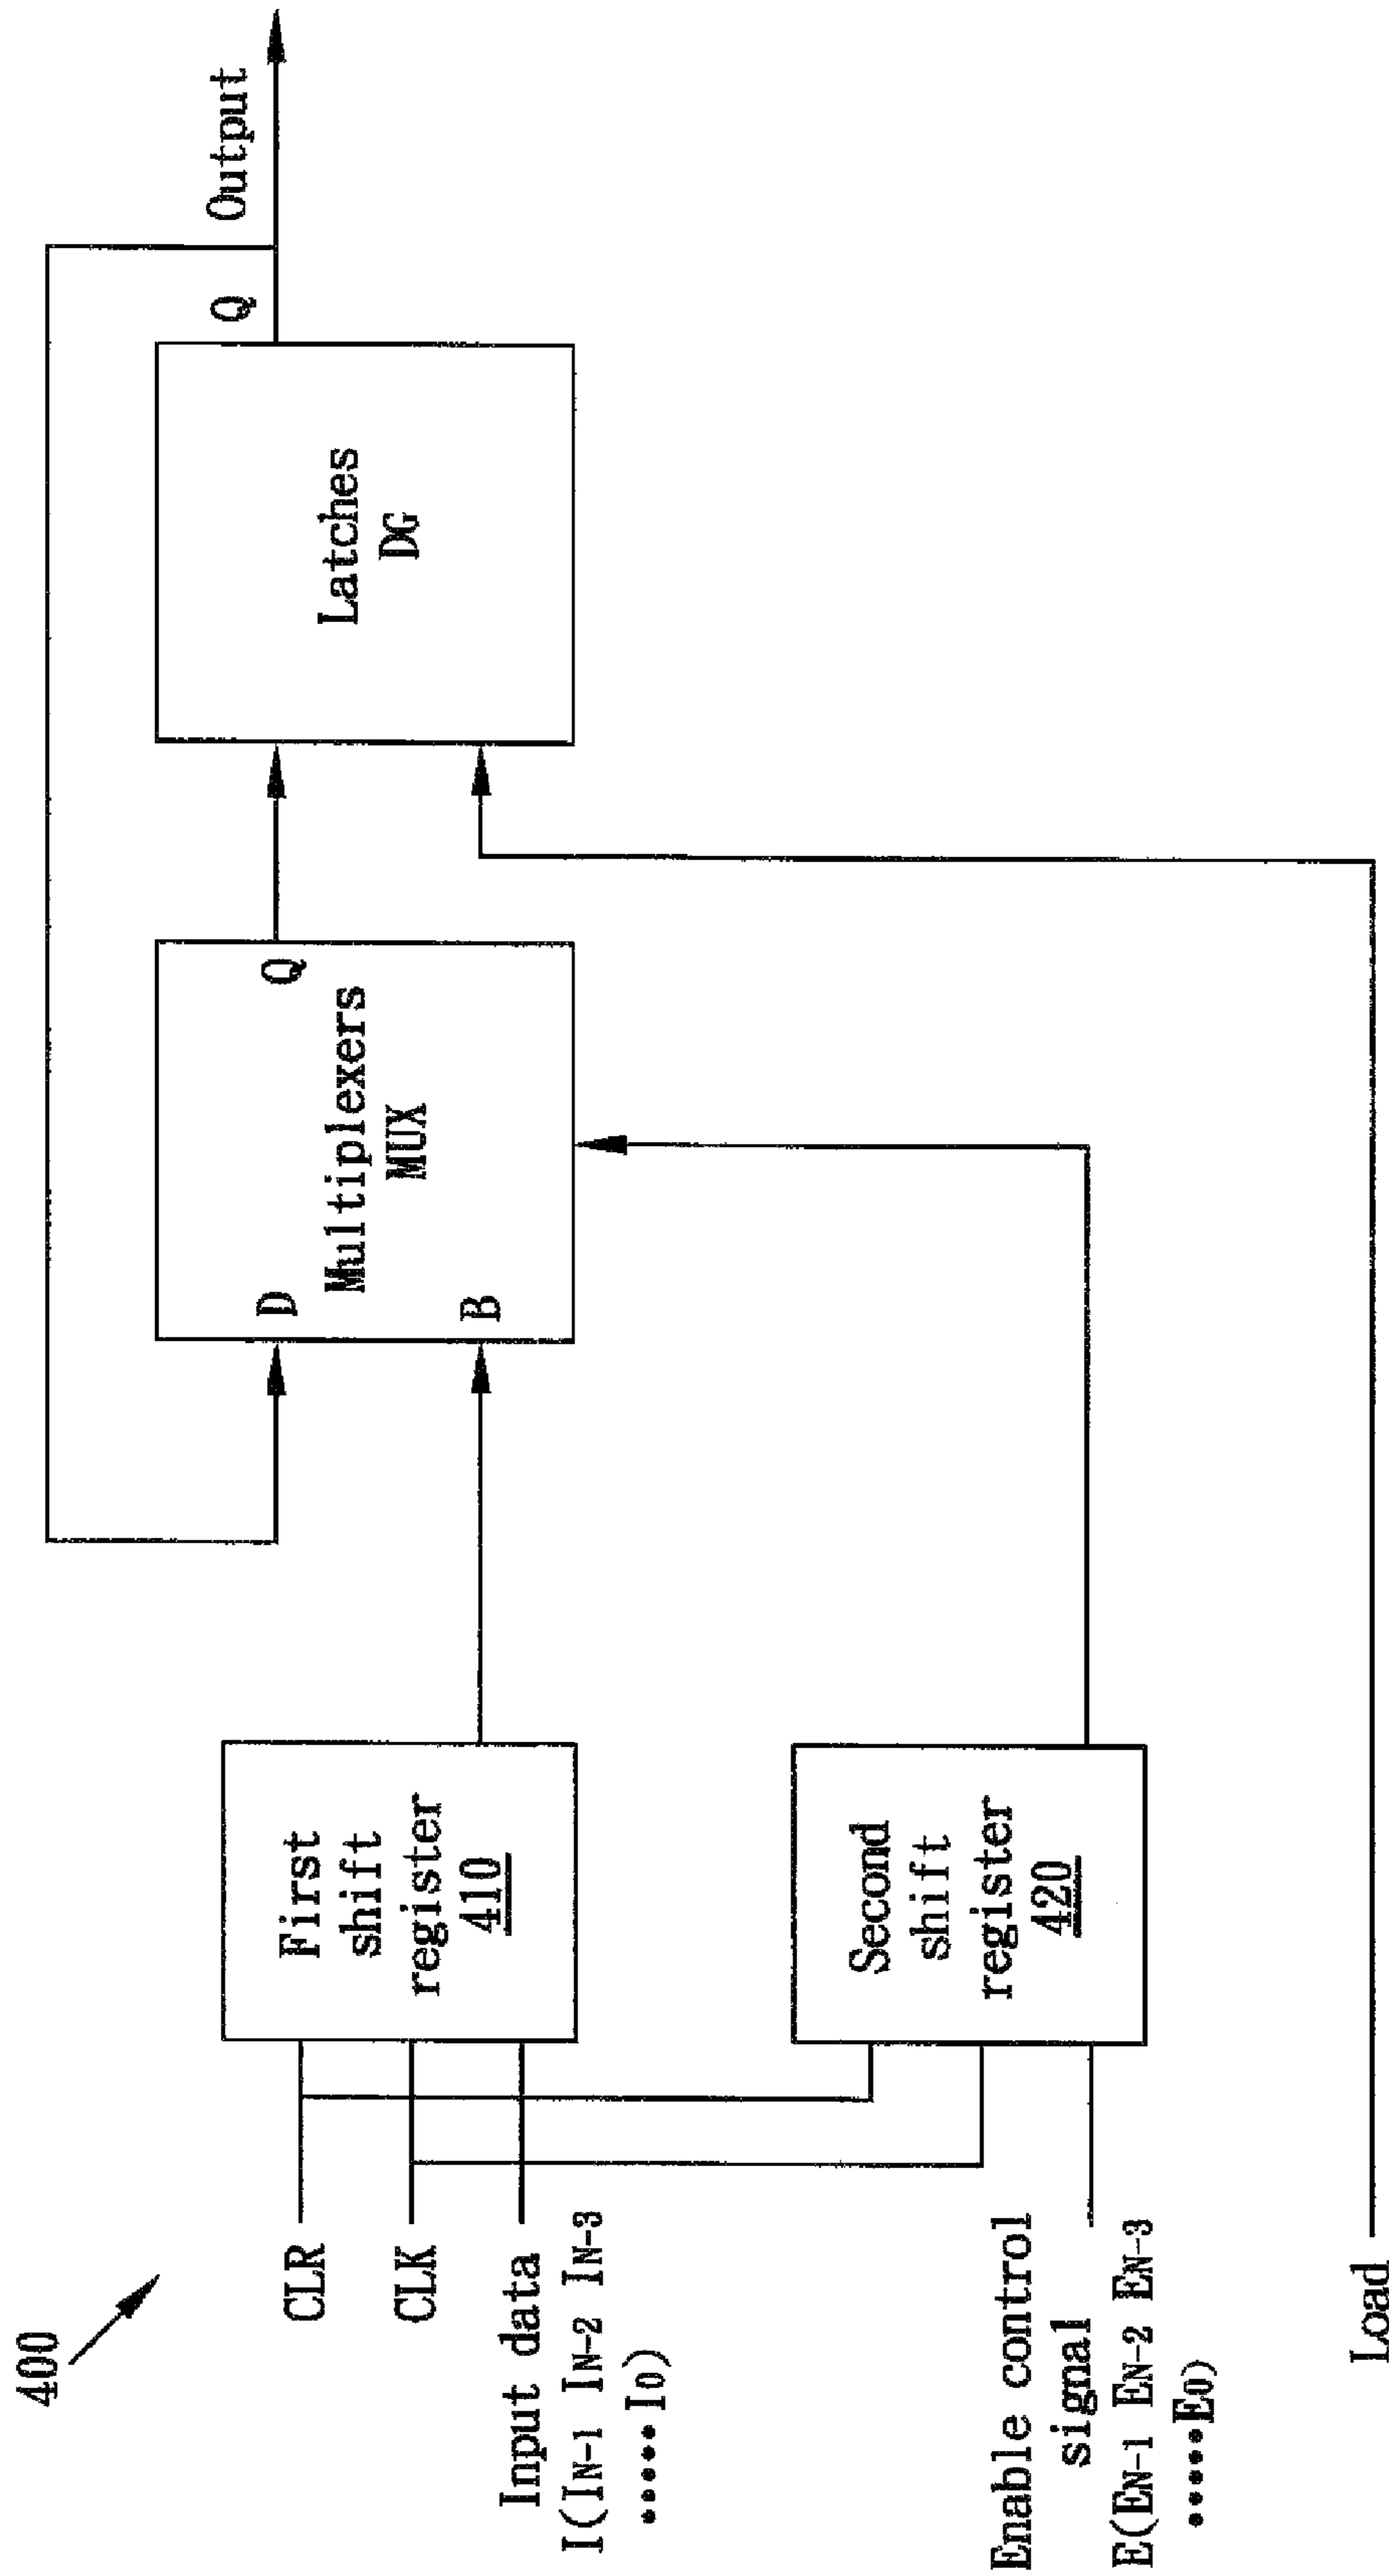 400
CLR
CLK
Input data
I(IN-1 IN-2 IN-3
······I0)
First
shift
register
410
Enable control
signal
E(EN-1 EN-2 EN-3
······E0)
Second
shift
register
420
Load
D
B
Multiplexers
MUX
Q
Latches
DG
Q
Output